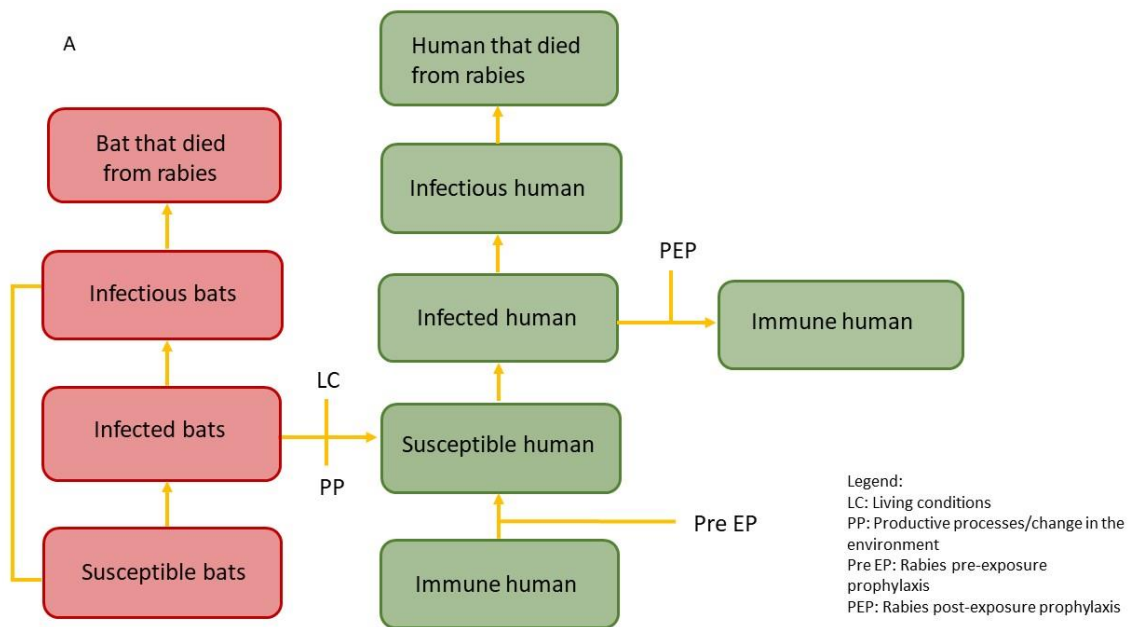 A
Human that died
from rabies
Bat that died
from rabies
Infectious human
PEP
Infectious bats
Infected human
Immune human
LC
Infected bats
Susceptible human
PP
Legend:
LC: Living conditions
PP: Productive processes/change in the
environment
Pre EP: Rabies pre-exposure
prophylaxis
PEP: Rabies post-exposure prophylaxis
Pre EP
Susceptible bats
Immune human